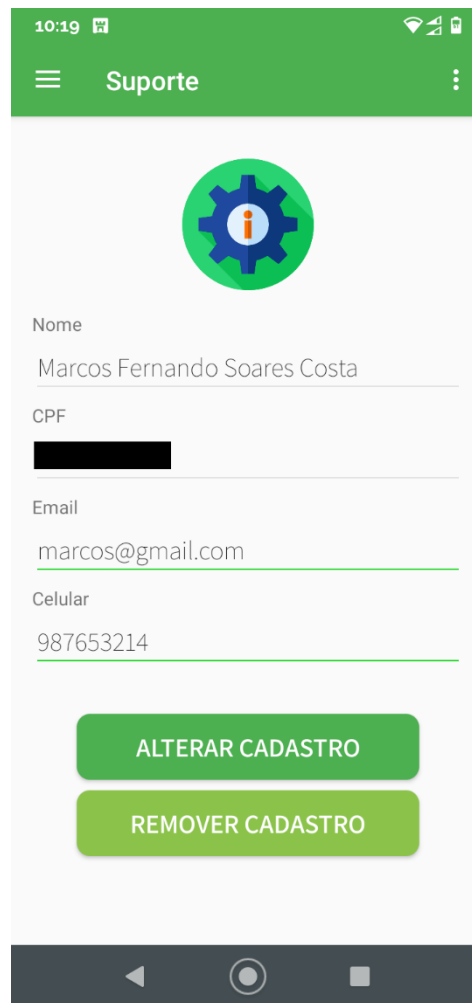 10:19
Suporte
i
Nome
Marcos Fernando Soares Costa
CPF
Email
marcos@gmail.com
Celular
987653214
ALTERAR CADASTRO
REMOVER CADASTRO